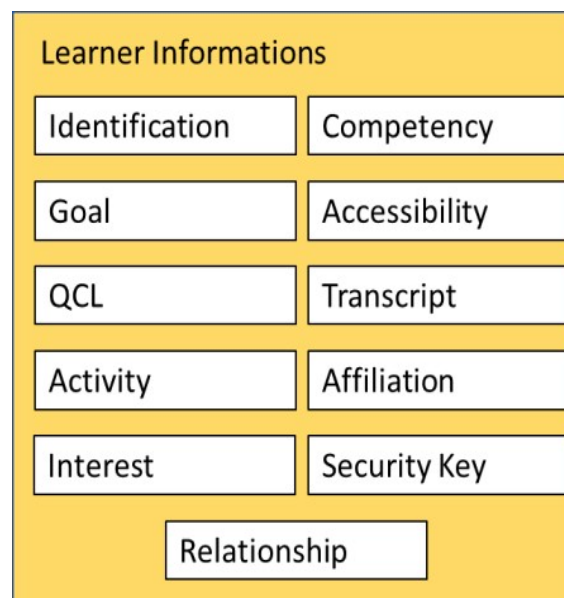 Learner Informations
Identification
Competency
Goal
Accessibility
QCL
Transcript
Activity
Affiliation
Interest
Security Key
Relationship